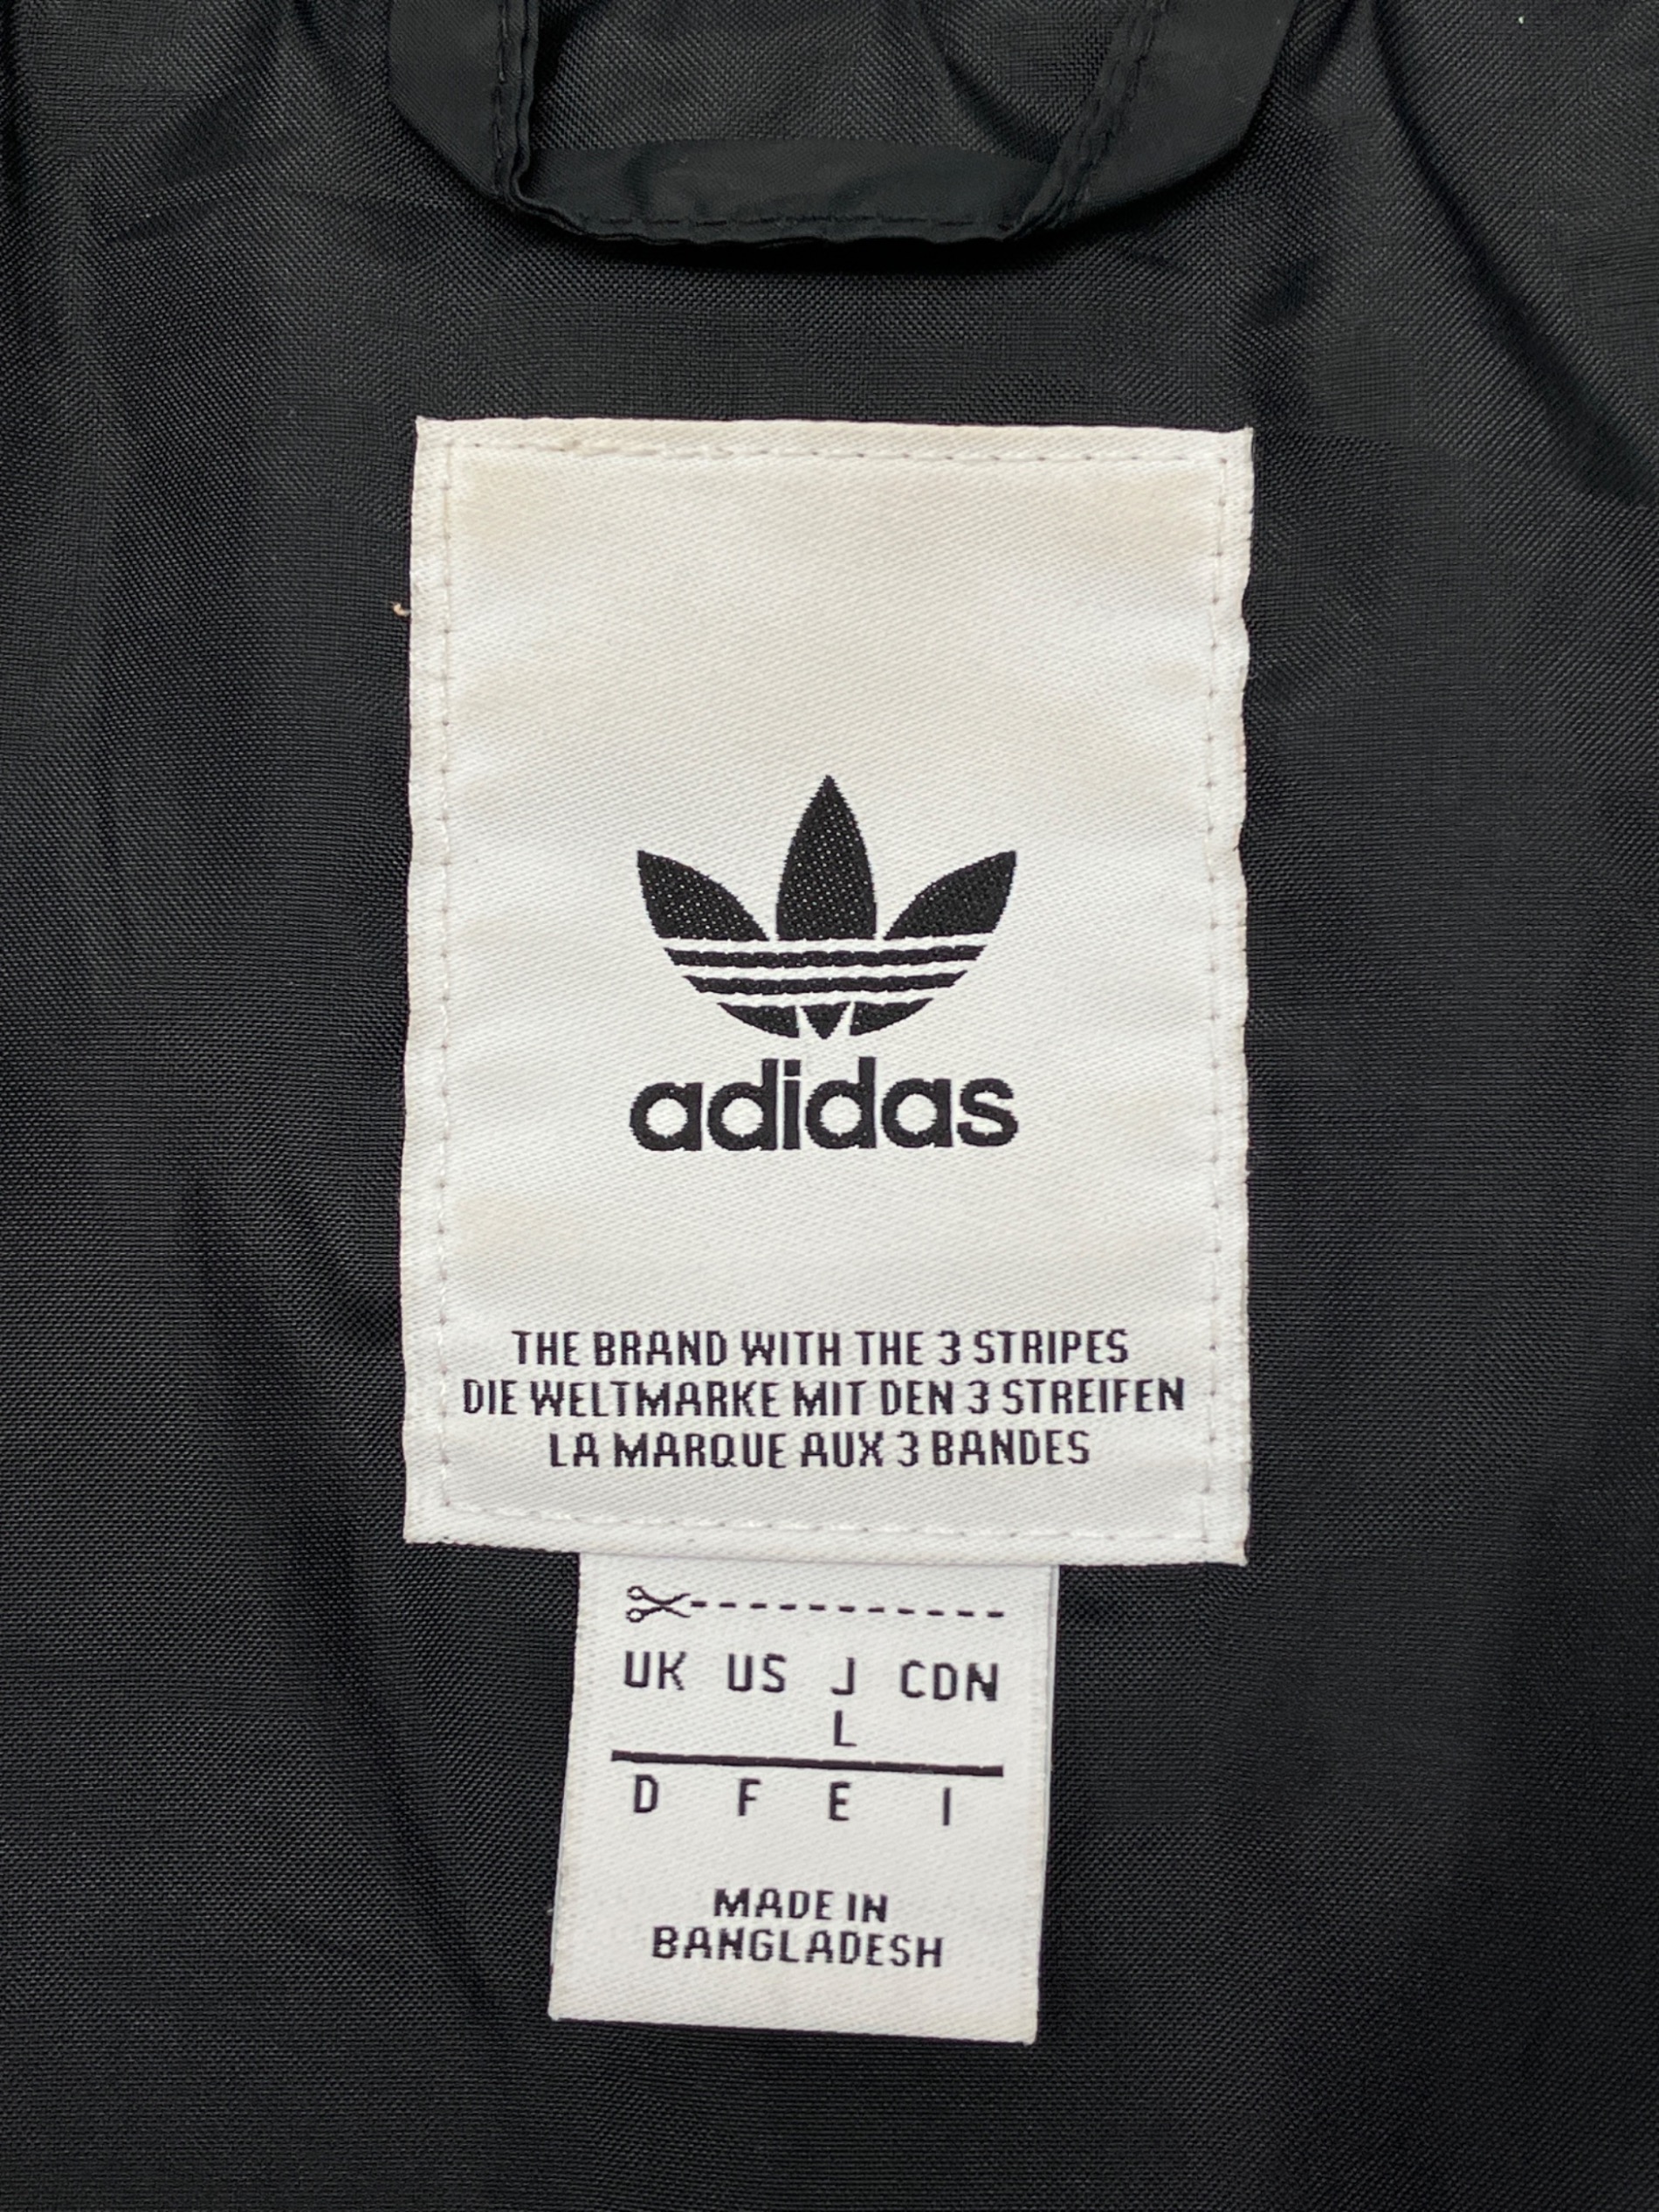 adidas
THE BRAND WITH THE 3 STRIPES
DIE WELTMARKE MIT DEN 3 STREIFEN
LA MARQUE AUX 3 BANDES
UK US J CDN
L
D F E I
MADE IN
BANGLADESH